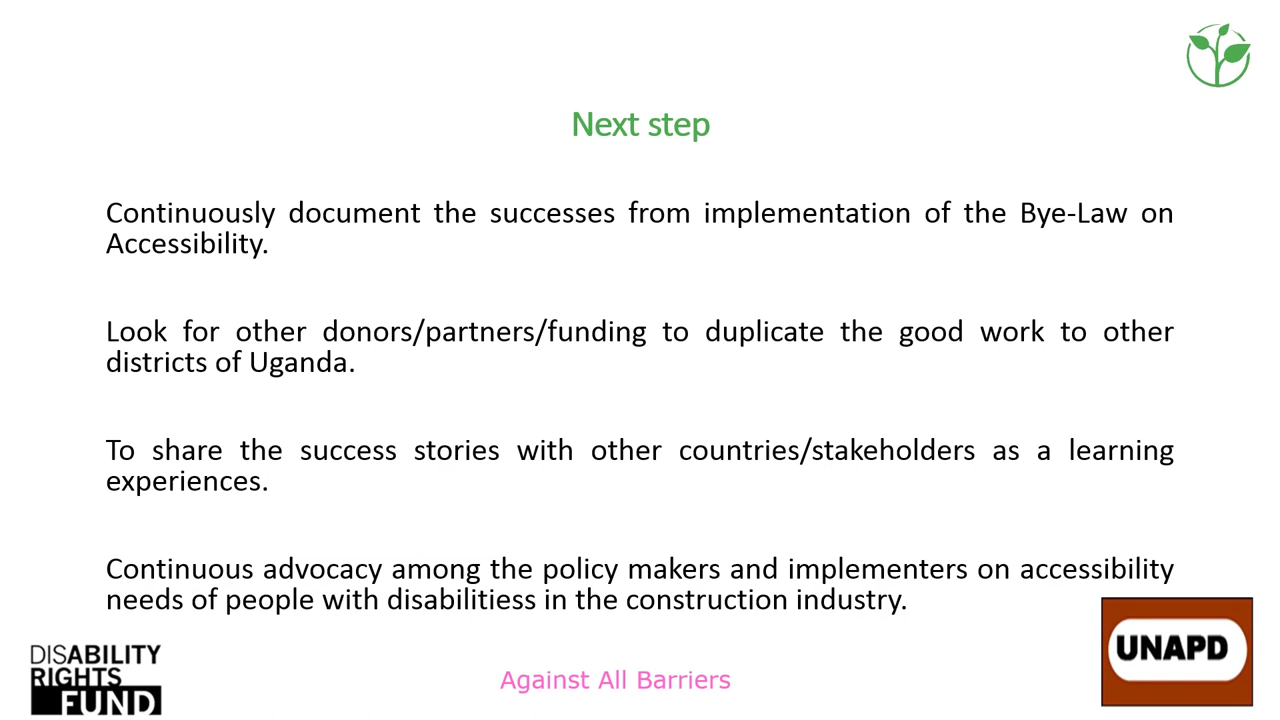 Next step
Continuously document the successes from implementation of the Bye-Law on
Accessibility.
Look for other donors/partners/funding to duplicate the good work to other
districts of Uganda.
To share the success stories with other countries/stakeholders as a learning
experiences.
Continuous advocacy among the policy makers and implementers on accessibility
needs of people with disabilitiess in the construction industry.
DISABILITY
RIGHTS
FUND
Against All Barriers
UNAPD